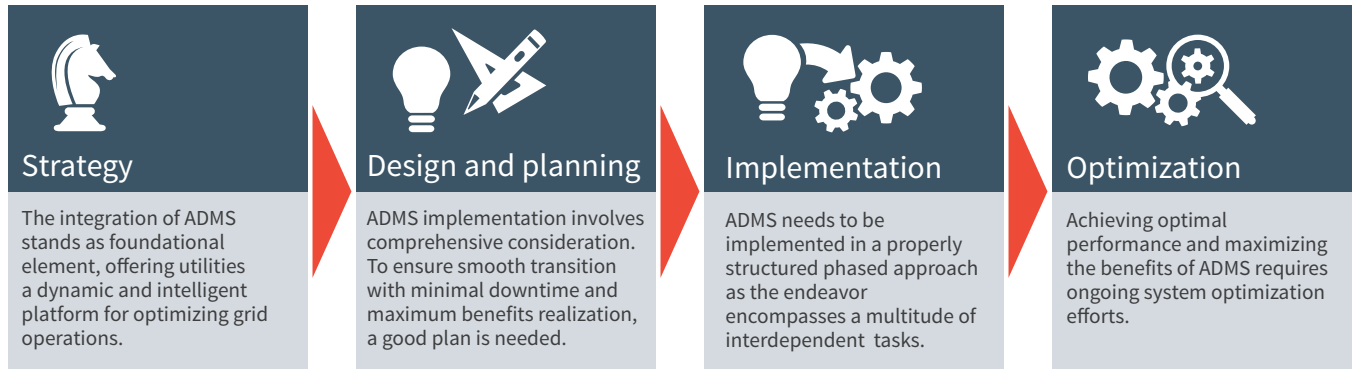 Strategy
The integration of ADMS
stands as foundational
element, offering utilities
a dynamic and intelligent
platform for optimizing grid
operations.
Design and planning
ADMS implementation involves
comprehensive consideration.
To ensure smooth transition
with minimal downtime and
maximum benefits realization,
a good plan is needed.
Implementation
ADMS needs to be
implemented in a properly
structured phased approach
as the endeavor
encompasses a multitude of
interdependent tasks.
Optimization
Achieving optimal
performance and maximizing
the benefits of ADMS requires
ongoing system optimization
efforts.